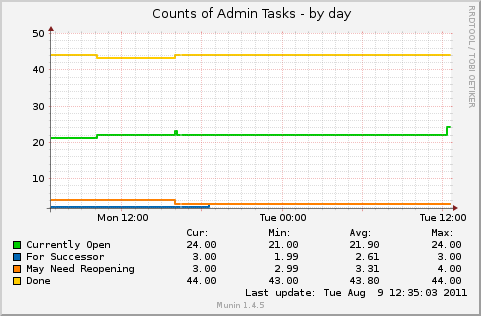 Counts of Admin Tasks - by day
RRDTOOL / TOBI OETIKER
50
40
30
20
10
Mon 12:00 Tue 00:00 Tue 12:00
Cur: Min: Avg: Max:
Currently Open 24.00 21.00 21.90 24.00
For Successor 3.00 1.99 2.61 3.00
May Need Reopening 3.00 2.99 3.31 4.00
Done 44.00 43.00 43.80 44.00
Last update: Tue Aug 9 12:35:03 2011
Munin 1.4.5